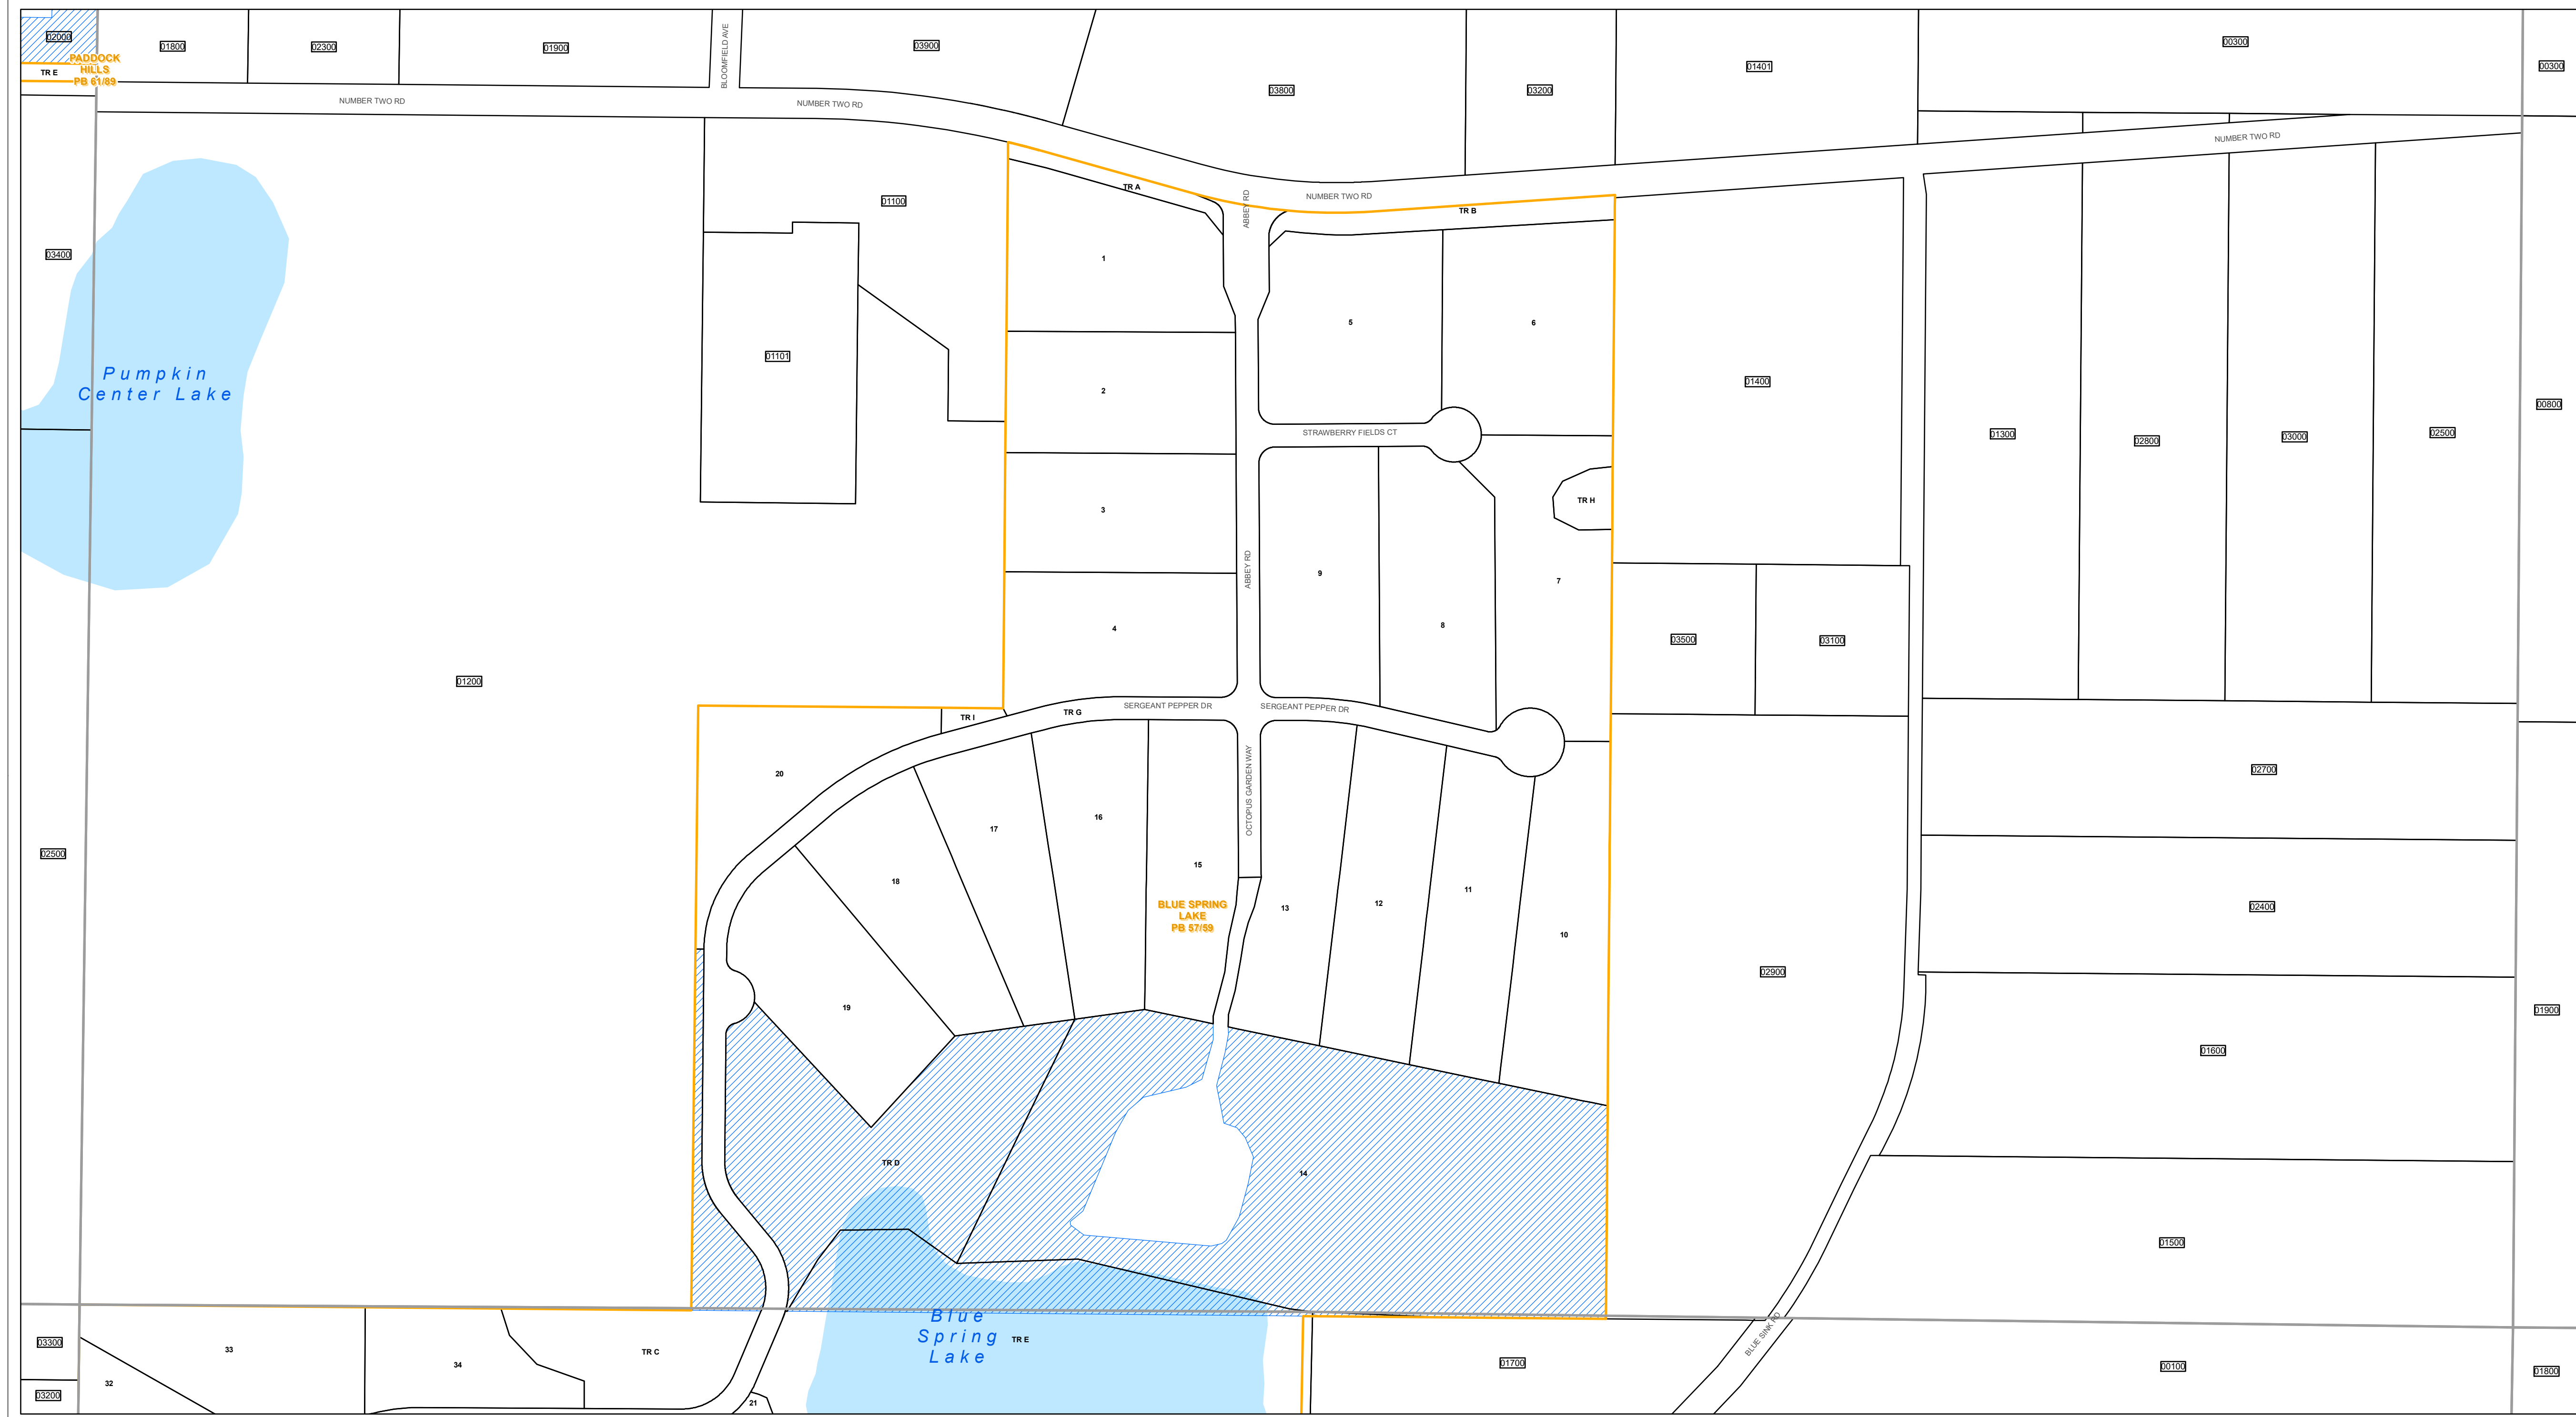 02000
01800
02300
01900
BLOOMFIELD AVE
03900
03800
03200
01401
00300
00300
PADDOCK
HILLS
PB 61/89
TR E
NUMBER TWO RD
NUMBER TWO RD
NUMBER TWO RD
NUMBER TWO RD
TR A
ABBEY RD
TR B
01100
03400
1
5
6
01101
Pumpkin
Center Lake
2
01400
00800
STRAWBERRY FIELDS CT
01300
02800
03000
02500
3
TR H
ABBEY RD
9
7
4
8
03500
03100
01200
SERGEANT PEPPER DR
SERGEANT PEPPER DR
TR G
TR I
20
OCTOPUS GARDEN WAY
02700
17
16
15
18
02500
11
12
13
10
BLUE SPRING
LAKE
PB 57/59
02400
02900
19
01900
01600
TR D
14
01500
Blue
Spring
Lake
TR E
BLUE SINK RD
03300
33
34
TR C
01700
00100
01800
32
03200
21